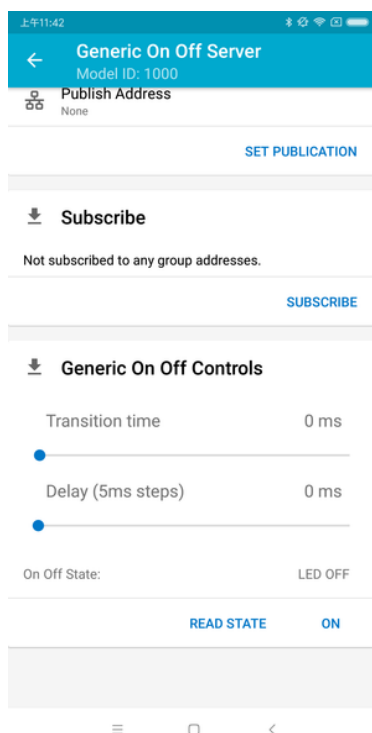 上午11:42
Generic On Off Server
Model ID: 1000
Publish Address
None
SET PUBLICATION
Subscribe
Not subscribed to any group addresses.
SUBSCRIBE
Generic On Off Controls
Transition time 0 ms
Delay (5ms steps) 0 ms
On Off State: LED OFF
READ STATE ON